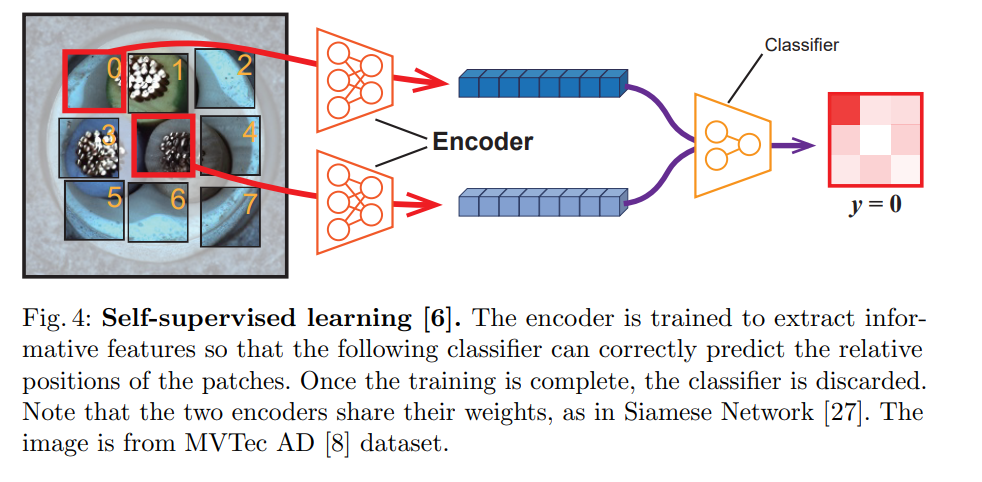 0 1 2
3 4
5 6 7
Encoder
Classifier
y = 0
Fig. 4: Self-supervised learning [6]. The encoder is trained to extract infor-
mative features so that the following classifier can correctly predict the relative
positions of the patches. Once the training is complete, the classifier is discarded.
Note that the two encoders share their weights, as in Siamese Network [27]. The
image is from MVTec AD [8] dataset.